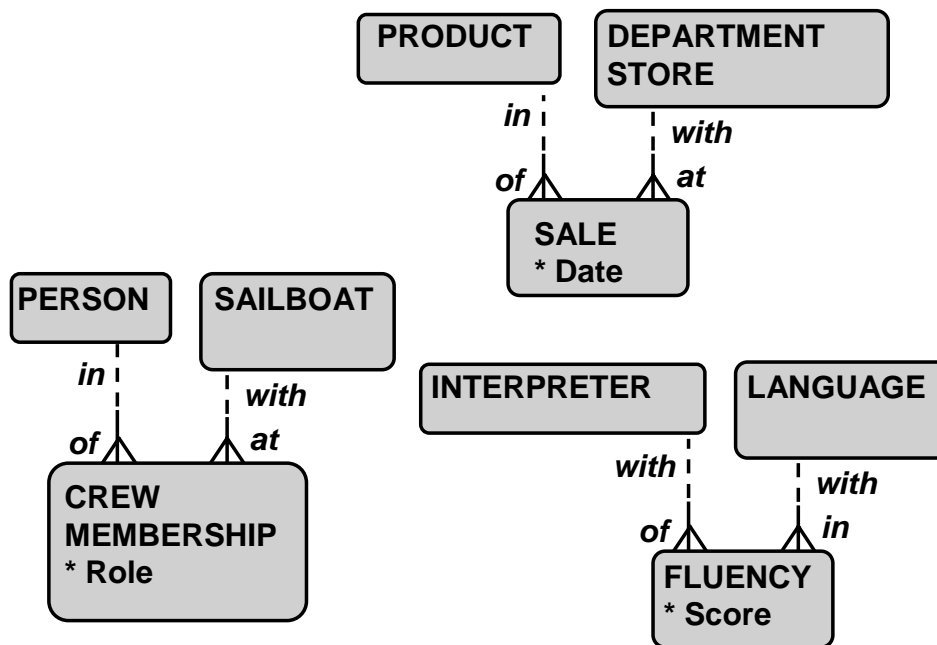 PRODUCT
DEPARTMENT
STORE
in
with
of
at
SALE
* Date
PERSON
SAILBOAT
in
with
of
at
CREW
MEMBERSHIP
* Role
INTERPRETER
LANGUAGE
with
with
of
in
FLUENCY
* Score